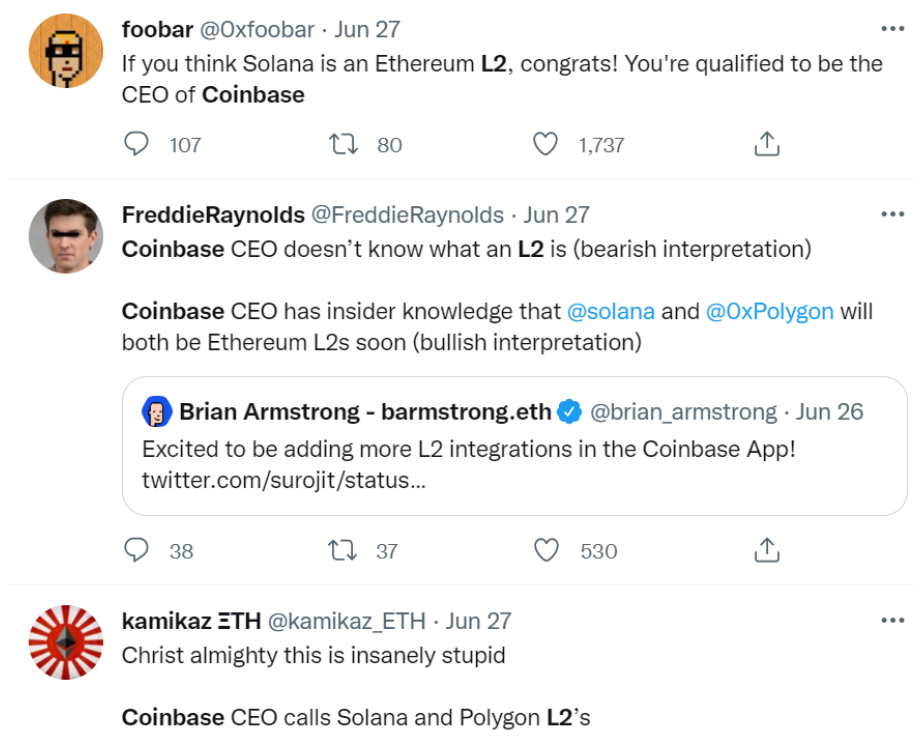 foobar @0xfoobar · Jun 27
If you think Solana is an Ethereum L2, congrats! You're qualified to be the
CEO of Coinbase
107 80 1,737
FreddieRaynolds @FreddieRaynolds · Jun 27
Coinbase CEO doesn’t know what an L2 is (bearish interpretation)
Coinbase CEO has insider knowledge that @solana and @0xPolygon will
both be Ethereum L2s soon (bullish interpretation)
Brian Armstrong - barmstrong.eth @brian_armstrong · Jun 26
Excited to be adding more L2 integrations in the Coinbase App!
twitter.com/surojit/status…
38 37 530
kamikaz ΞTH @kamikaz_ETH · Jun 27
Christ almighty this is insanely stupid
Coinbase CEO calls Solana and Polygon L2’s